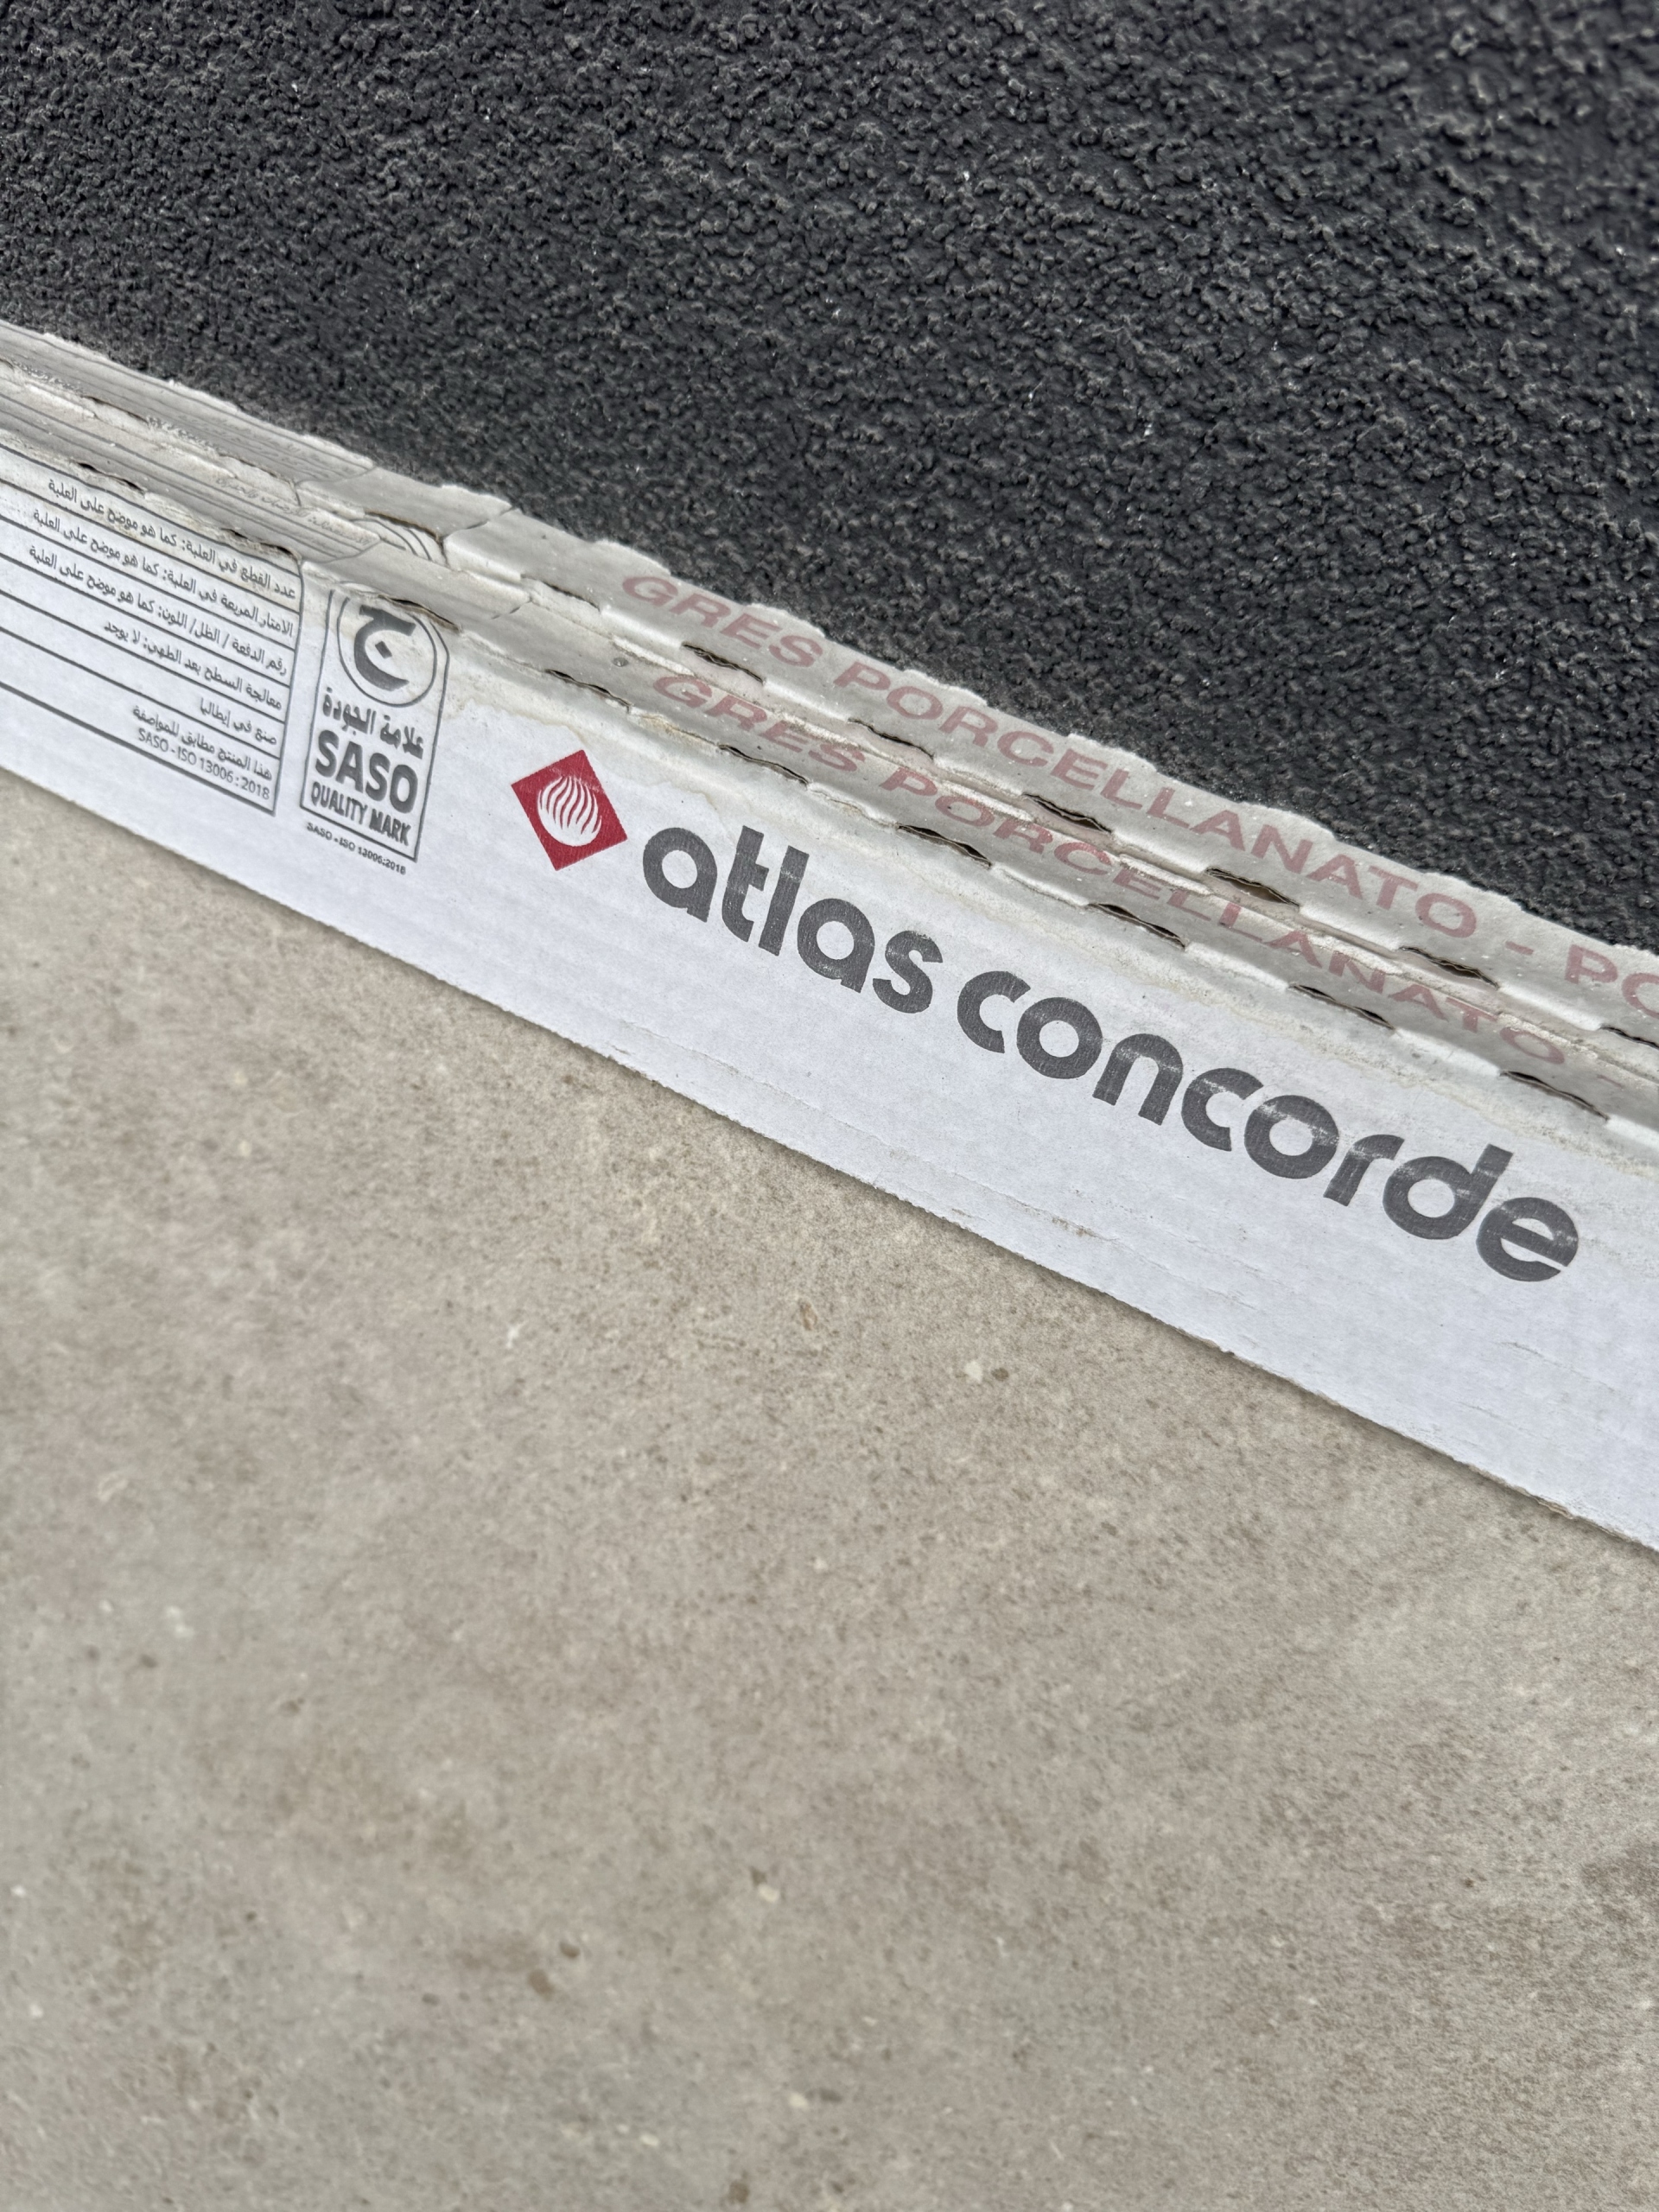 GRES PORCELLANATO - PO
GRES PORCELLANATO -
عدد القطع في العلبة: كما هو موضح على العلبة
الامتار المربعة في العلبة: كما هو موضح على العلبة
رقم الدفعة / الظل/ اللون: كما هو موضح على العلبة
معالجة السطح بعد الطهي: لا يوجد
صنع في إيطاليا
هذا المنتج مطابق للمواصفة
SASO - ISO 13006 : 2018
ج
علامة الجودة
SASO
QUALITY MARK
SASO - ISO 13006:2018
atlas concorde